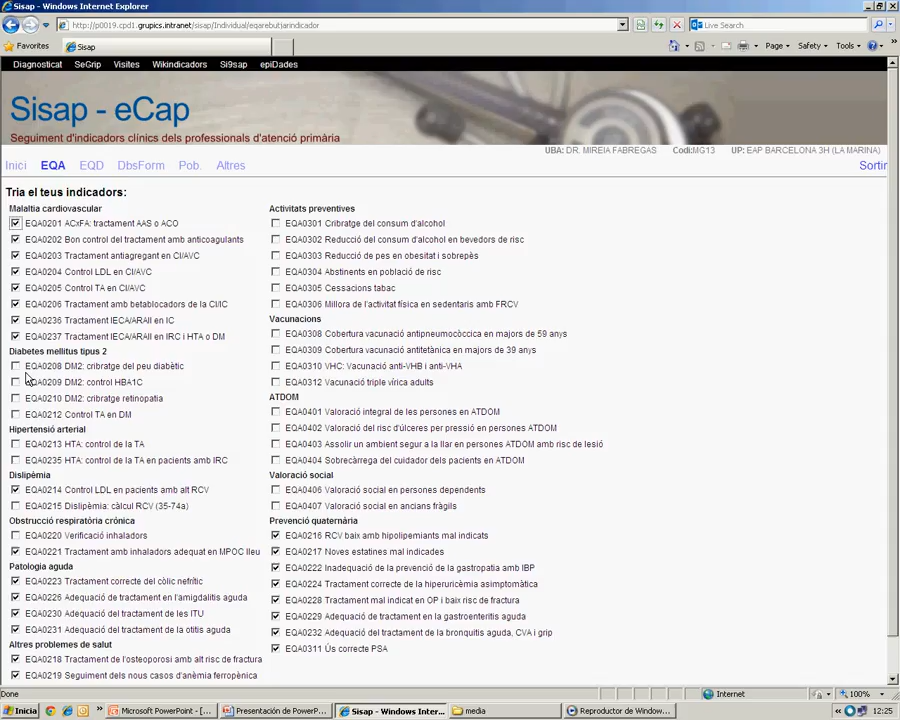 Sisap - Windows Internet Explorer
http://p0019.cpd1.grupics.intranet/sisap/Individual/eqarebutjarindicador
Live Search
Favorites
Sisap
Page
Safety
Tools
Diagnosticat SeGrip Visites Wikindicadors Si9sap epiDades
Sisap - eCap
Seguiment d'indicadors clínics dels professionals d'atenció primària
UBA: DR. MIREIA FABREGAS Codi:MG13 UP: EAP BARCELONA 3H (LA MARINA)
Inici EQA EQD DbsForm Pob. Altres Sortir
Tria el teus indicadors:
Malaltia cardiovascular
EQA0201 ACxFA: tractament AAS o ACO
EQA0202 Bon control del tractament amb anticoagulants
EQA0203 Tractament antiagregant en CI/AVC
EQA0204 Control LDL en CI/AVC
EQA0205 Control TA en CI/AVC
EQA0206 Tractament amb betablocadors de la CI/IC
EQA0236 Tractament IECA/ARAII en IC
EQA0237 Tractament IECA/ARAII en IRC i HTA o DM
Diabetes mellitus tipus 2
EQA0208 DM2: cribratge del peu diabètic
EQA0209 DM2: control HBA1C
EQA0210 DM2: cribratge retinopatia
EQA0212 Control TA en DM
Hipertensió arterial
EQA0213 HTA: control de la TA
EQA0235 HTA: control de la TA en pacients amb IRC
Dislipèmia
EQA0214 Control LDL en pacients amb alt RCV
EQA0215 Dislipèmia: càlcul RCV (35-74a)
Obstrucció respiratòria crónica
EQA0220 Verificació inhaladors
EQA0221 Tractament amb inhaladors adequat en MPOC lleu
Patologia aguda
EQA0223 Tractament correcte del còlic nefrític
EQA0226 Adequació de tractament en l'amigdalitis aguda
EQA0230 Adequació del tractament de les ITU
EQA0231 Adequació del tractament de la otitis aguda
Altres problemes de salut
EQA0218 Tractament de l'osteoporosi amb alt risc de fractura
EQA0219 Seguiment dels nous casos d'anèmia ferropènica
Activitats preventives
EQA0301 Cribratge del consum d'alcohol
EQA0302 Reducció del consum d'alcohol en bevedors de risc
EQA0303 Reducció de pes en obesitat i sobrepès
EQA0304 Abstinents en població de risc
EQA0305 Cessacions tabac
EQA0306 Millora de l'activitat física en sedentaris amb FRCV
Vacunacions
EQA0308 Cobertura vacunació antipneumocòccica en majors de 59 anys
EQA0309 Cobertura vacunació antitetànica en majors de 39 anys
EQA0310 VHC: Vacunació anti-VHB i anti-VHA
EQA0312 Vacunació triple vírica adults
ATDOM
EQA0401 Valoració integral de les persones en ATDOM
EQA0402 Valoració del risc d'úlceres per pressió en persones ATDOM
EQA0403 Assolir un ambient segur a la llar en persones ATDOM amb risc de lesió
EQA0404 Sobrecàrrega del cuidador dels pacients en ATDOM
Valoració social
EQA0406 Valoració social en persones dependents
EQA0407 Valoració social en ancians fràgils
Prevenció quaternària
EQA0216 RCV baix amb hipolipemiants mal indicats
EQA0217 Noves estatines mal indicades
EQA0222 Inadequació de la prevenció de la gastropatia amb IBP
EQA0224 Tractament correcte de la hiperuricèmia asimptomàtica
EQA0228 Tractament mal indicat en OP i baix risc de fractura
EQA0229 Adequació de tractament en la gastroenteritis aguda
EQA0232 Adequació del tractament de la bronquitis aguda, CVA i grip
EQA0311 Ús correcte PSA
Done
Internet
100%
Inicia
Microsoft PowerPoint - [...
Presentación de PowerP...
Sisap - Windows Inter...
media
Reproductor de Window...
12:25